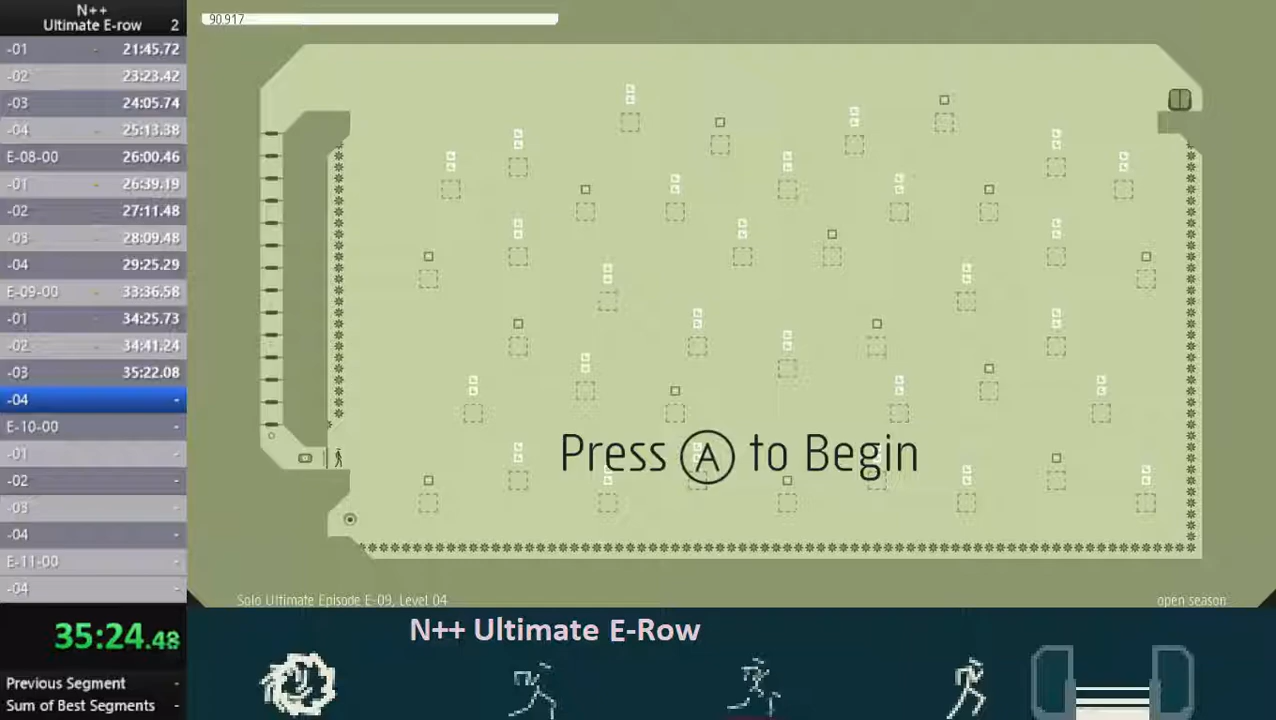 N++
Ultimate E-row 2
-01 - 21:45.72
-02 - 23:23.42
-03 - 24:05.74
-04 - 25:13.38
E-08-00 - 26:00.46
-01 - 26:39.19
-02 - 27:11.48
-03 - 28:09.48
-04 - 29:25.29
E-09-00 - 33:36.58
-01 - 34:25.73
-02 - 34:41.24
-03 - 35:22.08
-04 -
E-10-00 -
-01 -
-02 -
-03 -
-04 -
E-11-00 -
-04 -
35:24.48
Previous Segment -
Sum of Best Segments -
90.917
Press A to Begin
Solo Ultimate Episode E-09, Level 04
open season
N++ Ultimate E-Row